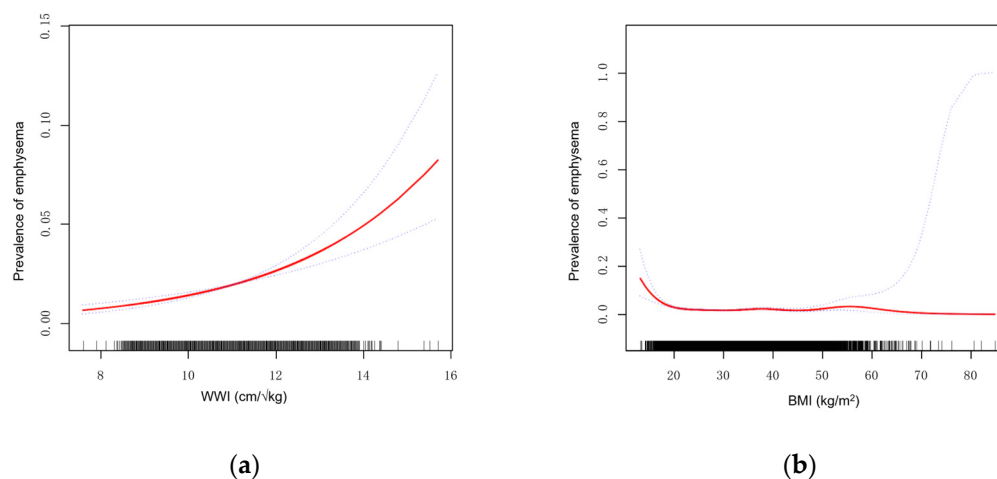 Prevalence of emphysema
0.15
0.10
0.05
0.00
8 10 12 14 16
WWI (cm/√kg)
(a)
Prevalence of emphysema
1.0
0.8
0.6
0.4
0.2
0.0
20 30 40 50 60 70 80
BMI (kg/m²)
(b)